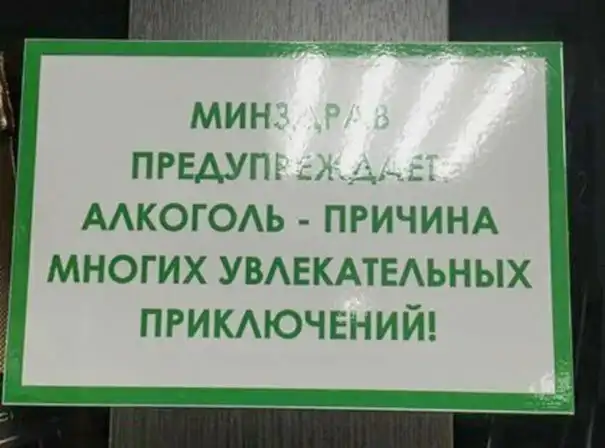 МИНЗДРАВ
ПРЕДУПРЕЖДАЕТ:
АЛКОГОЛЬ - ПРИЧИНА
МНОГИХ УВЛЕКАТЕЛЬНЫХ
ПРИКЛЮЧЕНИЙ!